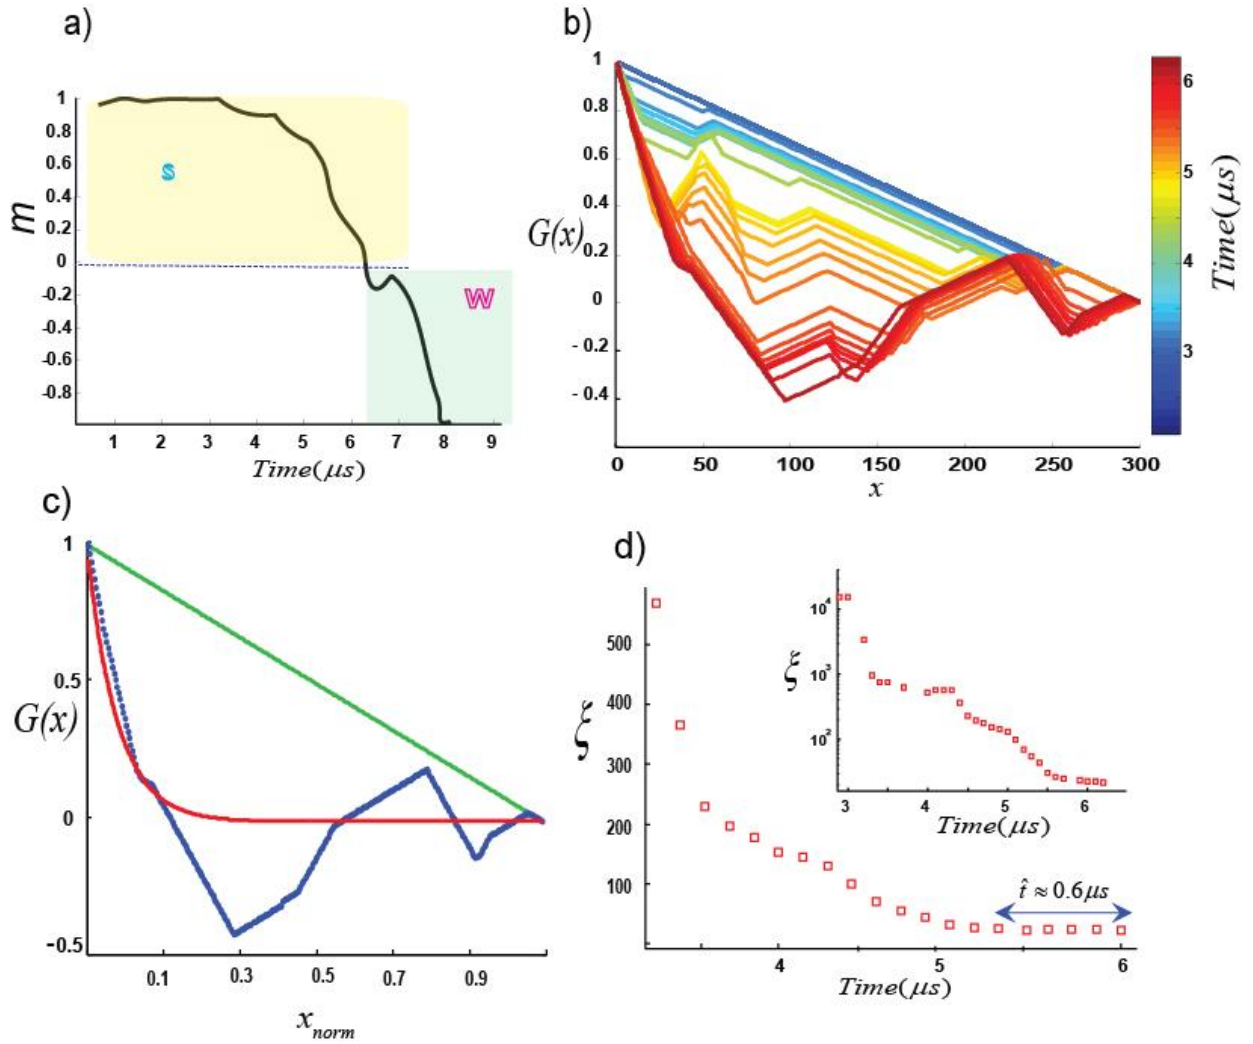 a)
1
0.8
0.6
0.4
0.2
0
-0.2
-0.4
-0.6
-0.8
m
S
W
1 2 3 4 5 6 7 8 9
Time(μs)
b)
1
0.8
0.6
0.4
0.2
0
- 0.2
- 0.4
G(x)
0 50 100 150 200 250 300
x
6
5
4
3
Time(μs)
c)
1
0.5
0
-0.5
G(x)
0.1 0.3 0.5 0.7 0.9
x_norm
d)
500
400
300
200
100
ξ
4 5 6
Time(μs)
t̂ ≈ 0.6μs
10^4
10^3
10^2
ξ
3 4 5 6
Time(μs)